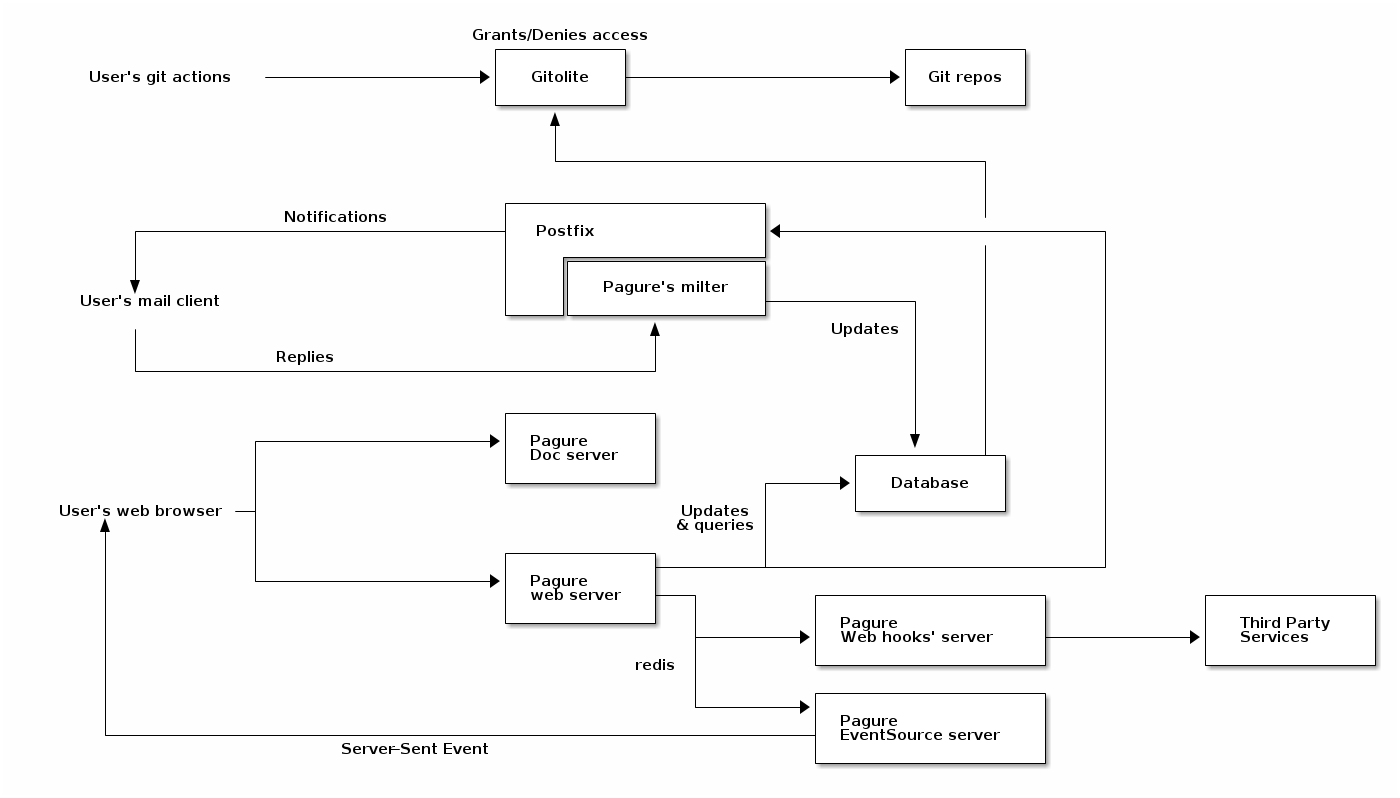 Grants/Denies access
User's git actions
Gitolite
Git repos
Notifications
Postfix
Pagure's milter
User's mail client
Updates
Replies
Pagure
Doc server
Database
User's web browser
Updates
& queries
Pagure
web server
Pagure
Web hooks' server
Third Party
Services
redis
Pagure
EventSource server
Server-Sent Event